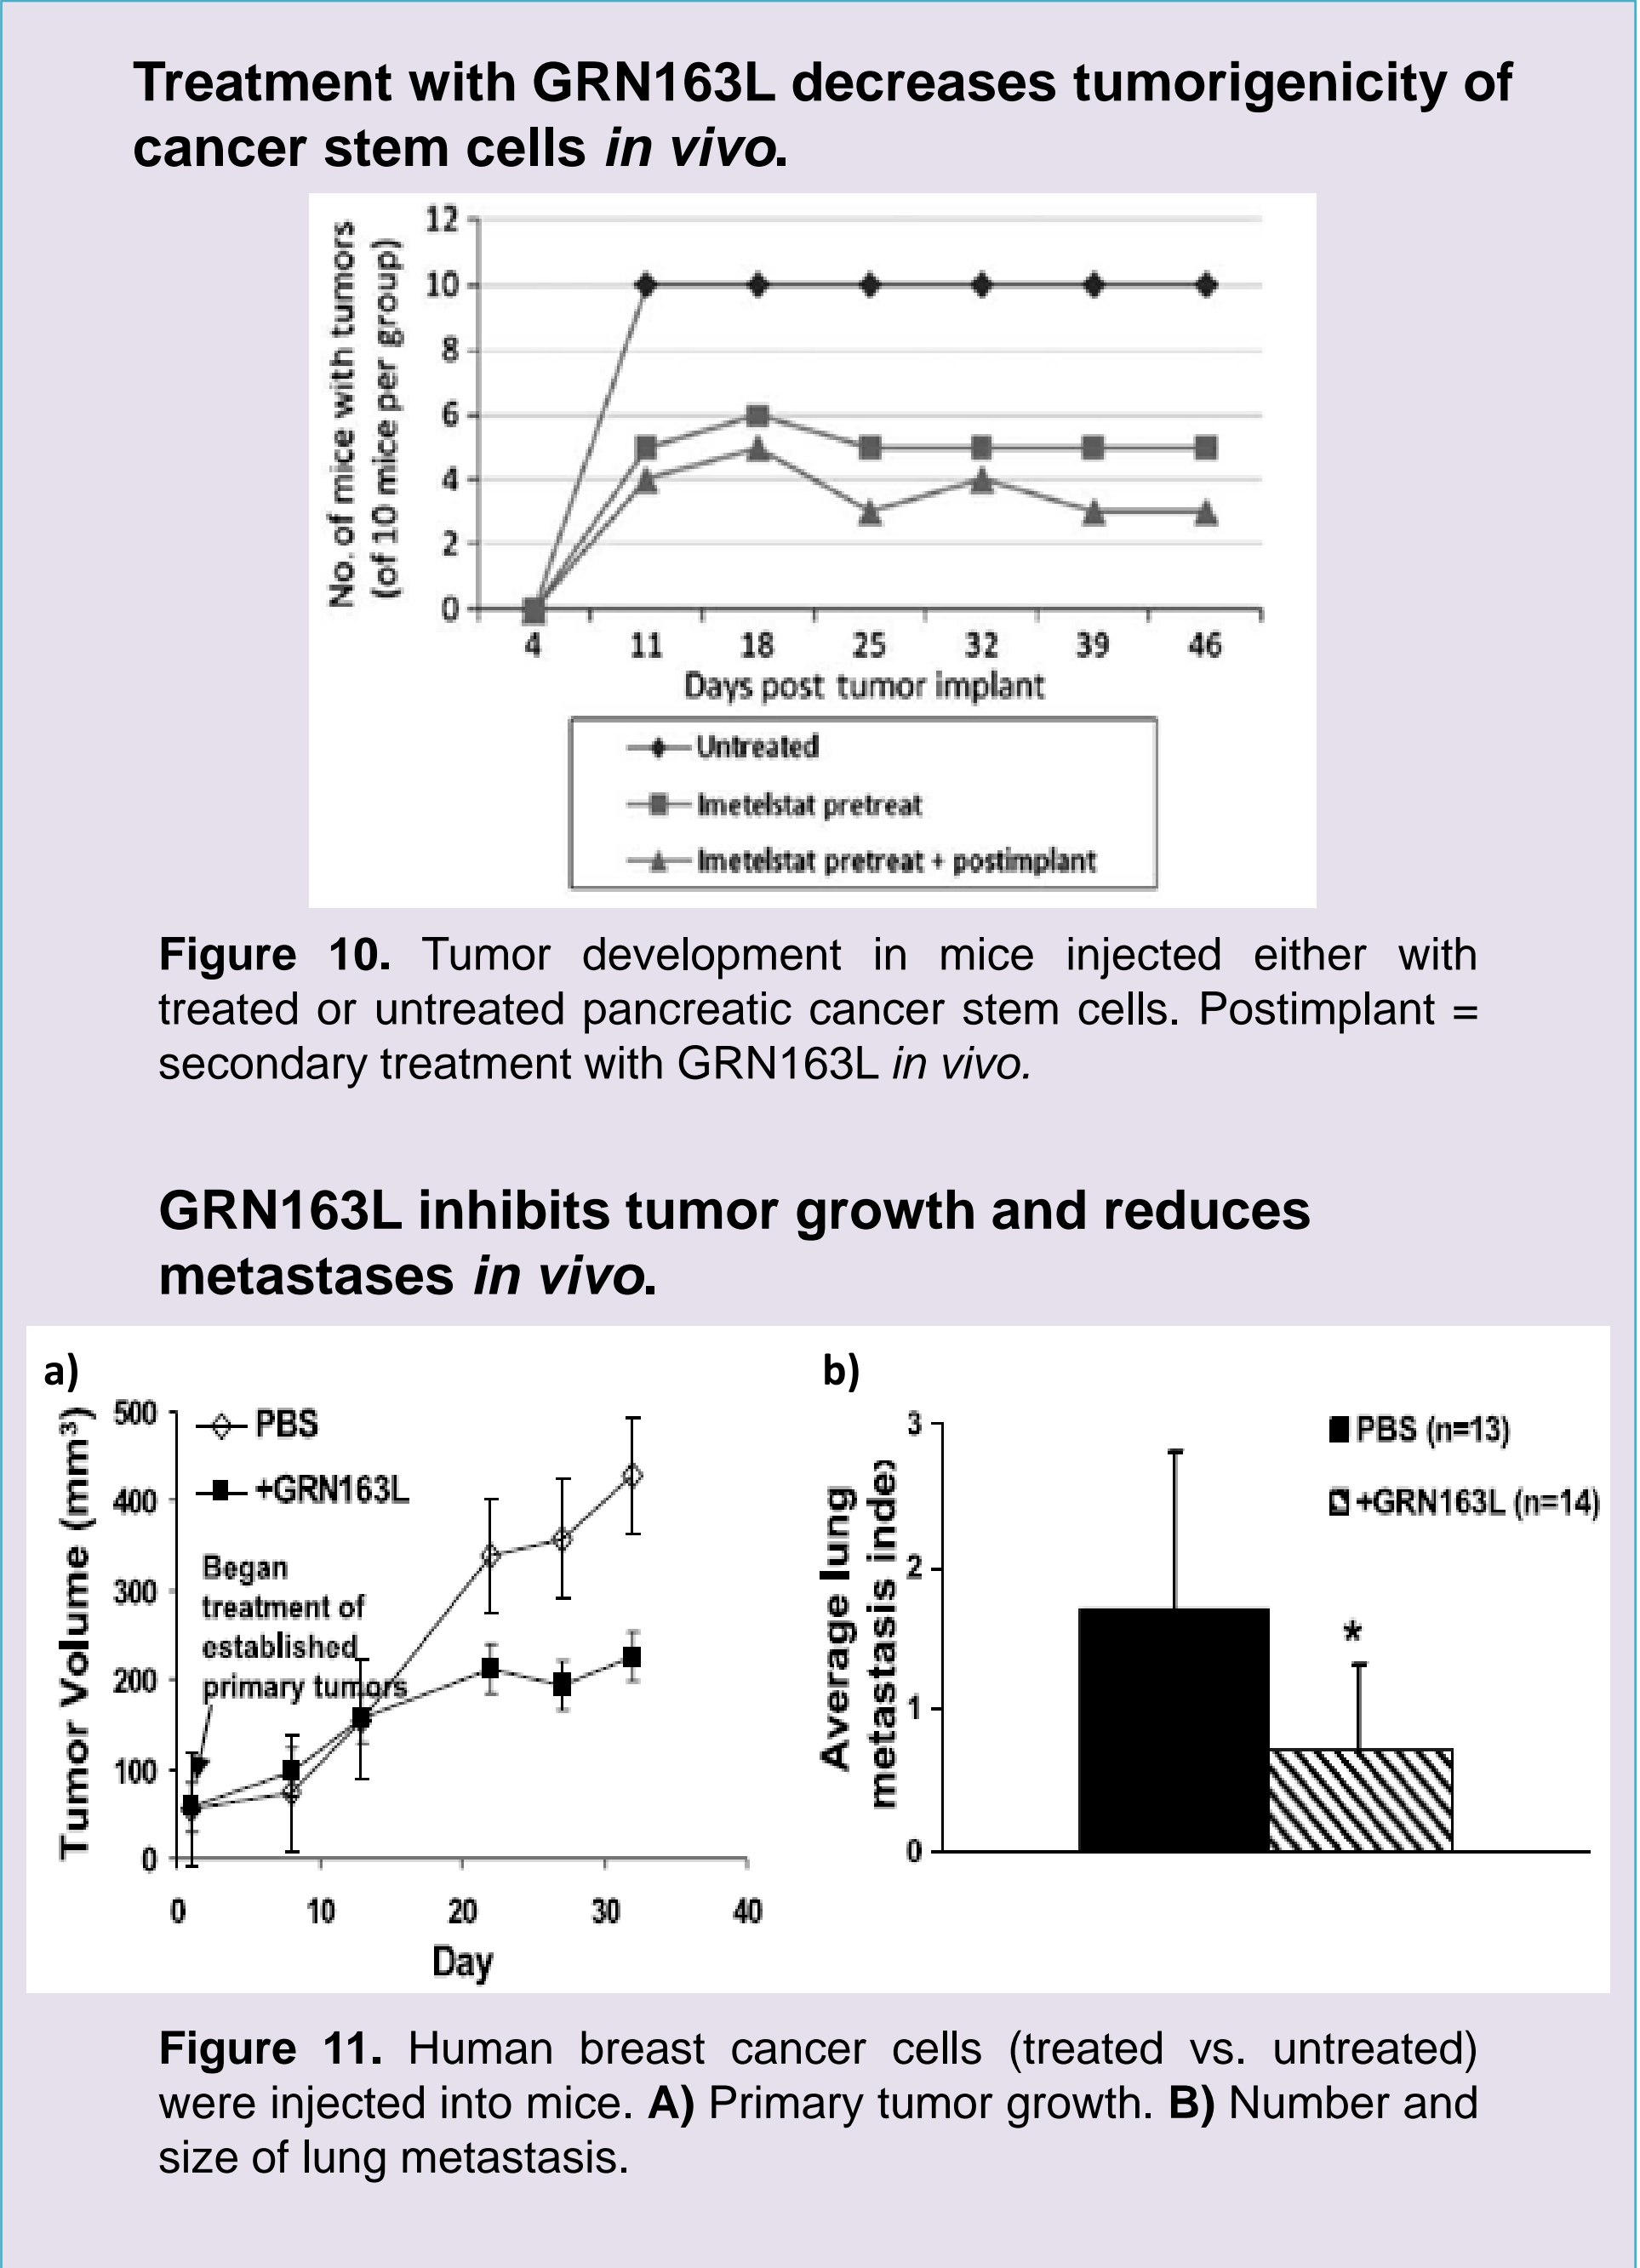 Treatment with GRN163L decreases tumorigenicity of
cancer stem cells in vivo.
No. of mice with tumors
(of 10 mice per group)
12
10
8
6
4
2
0
4 11 18 25 32 39 46
Days post tumor implant
Untreated
Imetelstat pretreat
Imetelstat pretreat + postimplant
Figure 10. Tumor development in mice injected either with
treated or untreated pancreatic cancer stem cells. Postimplant =
secondary treatment with GRN163L in vivo.
GRN163L inhibits tumor growth and reduces
metastases in vivo.
a)
Tumor Volume (mm³)
500
400
300
200
100
0
PBS
+GRN163L
Began
treatment of
established
primary tumors
0 10 20 30 40
Day
b)
Average lung
metastasis inde
3
2
1
0
PBS (n=13)
+GRN163L (n=14)
*
Figure 11. Human breast cancer cells (treated vs. untreated)
were injected into mice. A) Primary tumor growth. B) Number and
size of lung metastasis.